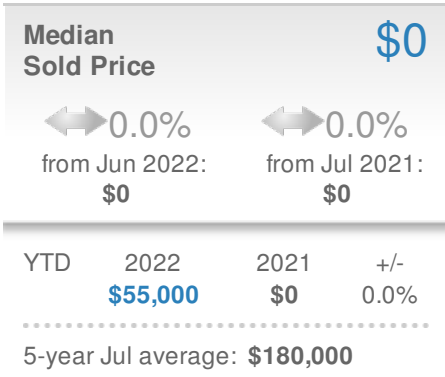 Median $0
Sold Price
0.0% 0.0%
from Jun 2022: from Jul 2021:
$0 $0
YTD 2022 2021 +/-
$55,000 $0 0.0%
5-year Jul average: $180,000